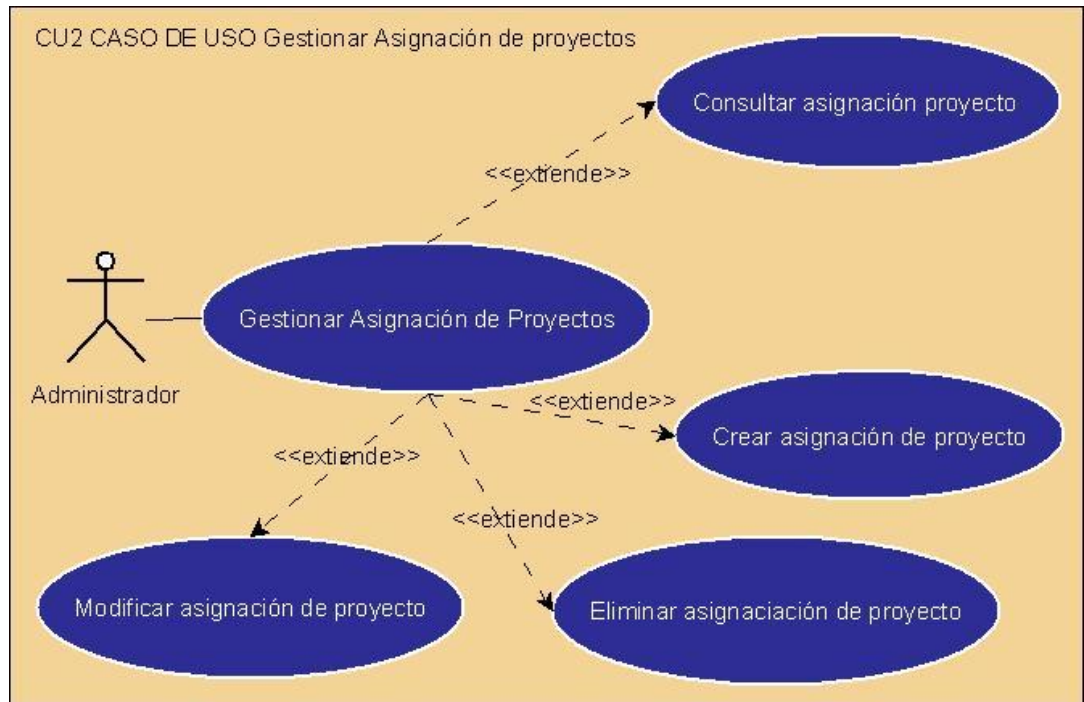 CU2 CASO DE USO Gestionar Asignación de proyectos
Consultar asignación proyecto
<<extiende>>
Gestionar Asignación de Proyectos
Administrador
<<extiende>>
Crear asignación de proyecto
<<extiende>>
<<extiende>>
Modificar asignación de proyecto
Eliminar asignaciación de proyecto